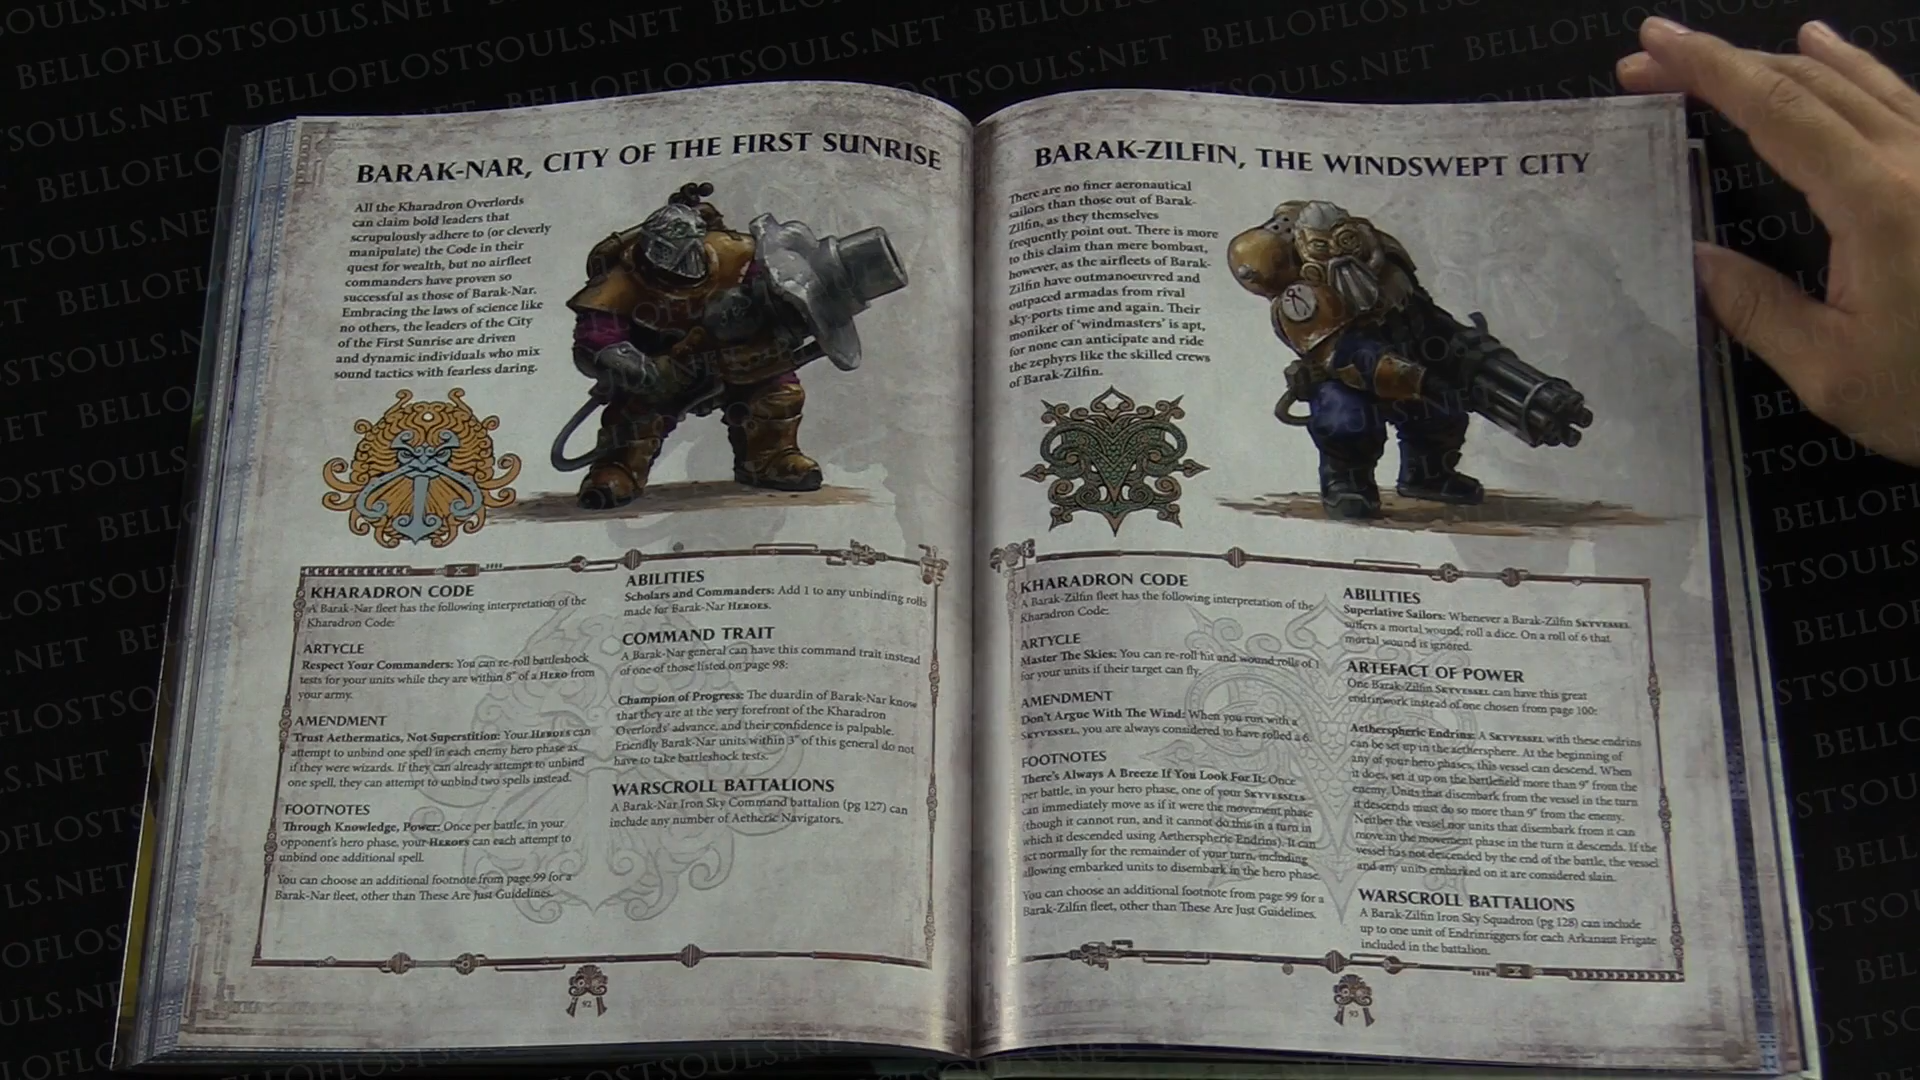 BARAK-NAR, CITY OF THE FIRST SUNRISE
All the Kharadron Overlords
can claim bold leaders that
scrupulously adhere to (or cleverly
manipulate) the Code in their
quest for wealth, but no airfleet
commanders have proven so
successful as those of Barak-Nar.
Embracing the laws of science like
no others, the leaders of the City
of the First Sunrise are driven
and dynamic individuals who mix
sound tactics with fearless daring.
KHARADRON CODE
A Barak-Nar fleet has the following interpretation of the
Kharadron Code:
ARTYCLE
Respect Your Commanders: You can re-roll battleshock
tests for your units while they are within 8" of a HERO from
your army.
AMENDMENT
Trust Aethermatics, Not Superstition: Your HEROES can
attempt to unbind one spell in each enemy hero phase as
if they were wizards. If they can already attempt to unbind
one spell, they can attempt to unbind two spells instead.
FOOTNOTES
Through Knowledge, Power: Once per battle, in your
opponent's hero phase, your HEROES can each attempt to
unbind one additional spell.
You can choose an additional footnote from page 99 for a
Barak-Nar fleet, other than These Are Just Guidelines.
ABILITIES
Scholars and Commanders: Add 1 to any unbinding rolls
made for Barak-Nar HEROES.
COMMAND TRAIT
A Barak-Nar general can have this command trait instead
of one of those listed on page 98:
Champion of Progress: The duardin of Barak-Nar know
that they are at the very forefront of the Kharadron
Overlords' advance, and their confidence is palpable.
Friendly Barak-Nar units within 3" of this general do not
have to take battleshock tests.
WARSCROLL BATTALIONS
A Barak-Nar Iron Sky Command battalion (pg 127) can
include any number of Aetheric Navigators.
92
BARAK-ZILFIN, THE WINDSWEPT CITY
There are no finer aeronautical
sailors than those out of Barak-
Zilfin, as they themselves
frequently point out. There is more
to this claim than mere bombast,
however, as the airfleets of Barak-
Zilfin have outmanoeuvred and
outpaced armadas from rival
sky-ports time and again. Their
moniker of 'windmasters' is apt,
for none can anticipate and ride
the zephyrs like the skilled crews
of Barak-Zilfin.
KHARADRON CODE
A Barak-Zilfin fleet has the following interpretation of the
Kharadron Code:
ARTYCLE
Master The Skies: You can re-roll hit and wound rolls of 1
for your units if their target can fly.
AMENDMENT
Don't Argue With The Wind: When you run with a
SKYVESSEL, you are always considered to have rolled a 6.
FOOTNOTES
There's Always A Breeze If You Look For It: Once
per battle, in your hero phase, one of your SKYVESSELS
can immediately move as if it were the movement phase
(though it cannot run, and it cannot do this in a turn in
which it descended using Aetherspheric Endrins). It can
act normally for the remainder of your turn, including
allowing embarked units to disembark in the hero phase.
You can choose an additional footnote from page 99 for a
Barak-Zilfin fleet, other than These Are Just Guidelines.
ABILITIES
Superlative Sailors: Whenever a Barak-Zilfin SKYVESSEL
suffers a mortal wound, roll a dice. On a roll of 6 that
mortal wound is ignored.
ARTEFACT OF POWER
One Barak-Zilfin SKYVESSEL can have this great
endrinwork instead of one chosen from page 100:
Aetherspheric Endrins: A SKYVESSEL with these endrins
can be set up in the aethersphere. At the beginning of
any of your hero phases, this vessel can descend. When
it does, set it up on the battlefield more than 9" from the
enemy. Units that disembark from the vessel in the turn
it descends must do so more than 9" from the enemy.
Neither the vessel nor units that disembark from it can
move in the movement phase in the turn it descends. If the
vessel has not descended by the end of the battle, the vessel
and any units embarked on it are considered slain.
WARSCROLL BATTALIONS
A Barak-Zilfin Iron Sky Squadron (pg 128) can include
up to one unit of Endrinriggers for each Arkanaut Frigate
included in the battalion.
93
BELLOFLOSTSOULS.NET